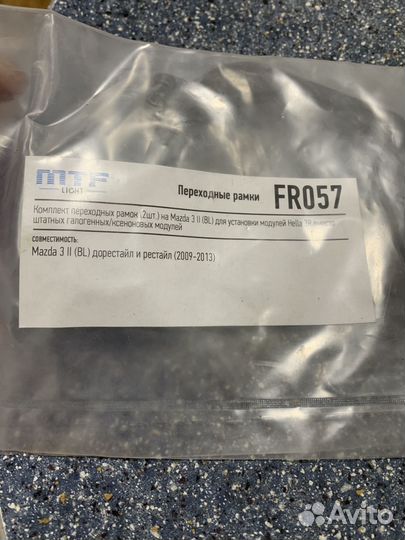 MTF
LIGHT
Переходные рамки FR057
Комплект переходных рамок (2шт.) на Mazda 3 II (BL) для установки модулей Hella 3R вместо
штатных галогенных/ксеноновых модулей
СОВМЕСТИМОСТЬ:
Mazda 3 II (BL) дорестайл и рестайл (2009-2013)
Avito